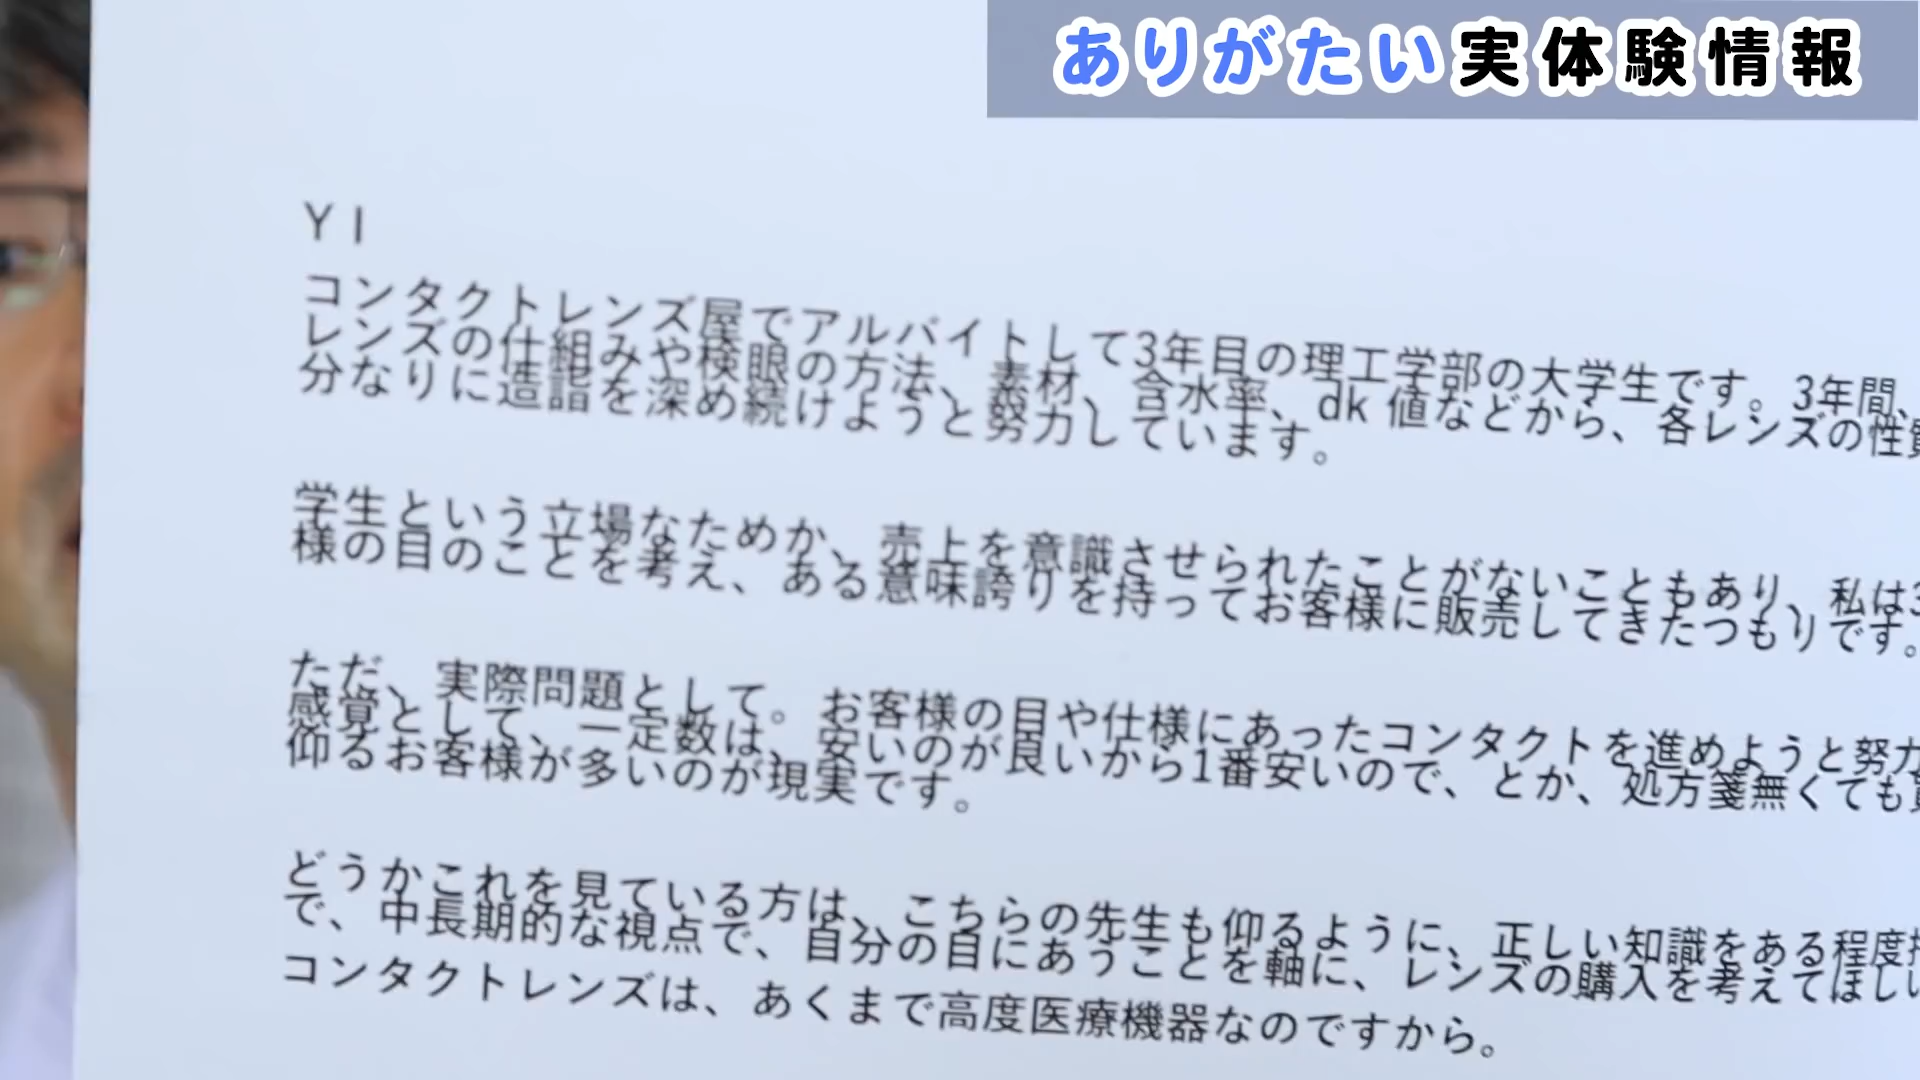 ありがたい実体験情報
YI
コンタクトレンズ屋でアルバイトして3年目の理工学部の大学生です。3年間、
レンズの仕組みや検眼の方法、素材、含水率、dk 値などから、各レンズの性質
分なりに造詣を深め続けようと努力しています。
学生という立場なためか、売上を意識させられたことがないこともあり、私は3
様の目のことを考え、ある意味誇りを持ってお客様に販売してきたつもりです。
ただ、実際問題として。お客様の目や仕様にあったコンタクトを進めようと努力
感覚として、一定数は、安いのが良いから1番安いので、とか、処方箋無くても
仰るお客様が多いのが現実です。
どうかこれを見ている方は、こちらの先生も仰るように、正しい知識をある程度
で、中長期的な視点で、自分の目にあうことを軸に、レンズの購入を考えてほしい
コンタクトレンズは、あくまで高度医療機器なのですから。